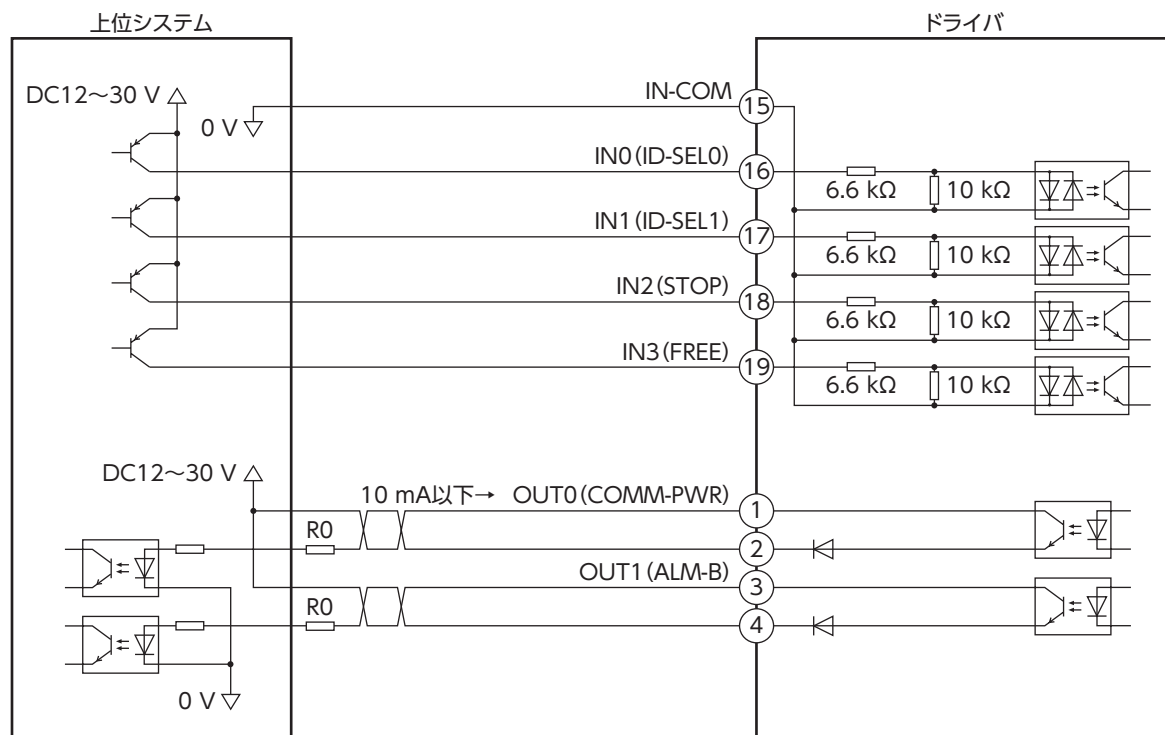 上位システム
ドライバ
DC12～30 V
0 V
IN-COM
15
IN0(ID-SEL0)
16
6.6 kΩ
10 kΩ
IN1(ID-SEL1)
17
6.6 kΩ
10 kΩ
IN2(STOP)
18
6.6 kΩ
10 kΩ
IN3(FREE)
19
6.6 kΩ
10 kΩ
DC12～30 V
10 mA以下→
OUT0(COMM-PWR)
1
R0
2
OUT1(ALM-B)
3
R0
4
0 V